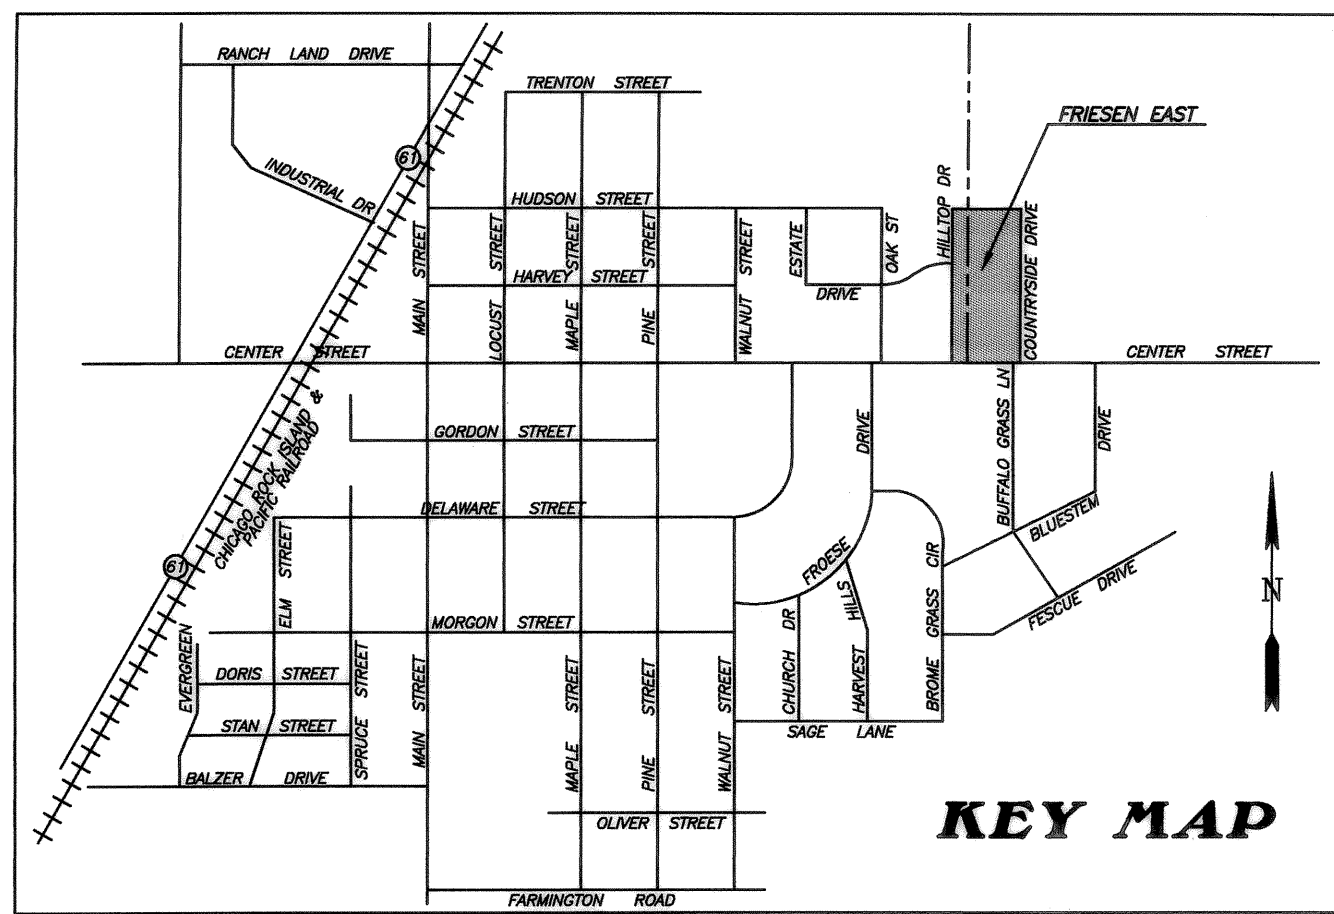 RANCH LAND DRIVE
TRENTON STREET
FRIESEN EAST
61
INDUSTRIAL DR
HUDSON STREET
HILLTOP DR
MAIN STREET
LOCUST STREET
MAPLE STREET
PINE STREET
WALNUT STREET
ESTATE
DRIVE
OAK ST
COUNTRYSIDE DRIVE
HARVEY STREET
CENTER STREET
CENTER STREET
CHICAGO ROCK ISLAND &
PACIFIC RAILROAD
GORDON STREET
DRIVE
BUFFALO GRASS LN
DRIVE
DELAWARE STREET
BLUESTEM
61
ELM STREET
FROESE
HILLS
BROME GRASS CIR
FESCUE DRIVE
N
MORGON STREET
EVERGREEN
DORIS STREET
SPRUCE STREET
MAIN STREET
MAPLE STREET
PINE STREET
WALNUT STREET
CHURCH DR
HARVEST
STAN STREET
SAGE LANE
BALZER DRIVE
OLIVER STREET
KEY MAP
FARMINGTON ROAD